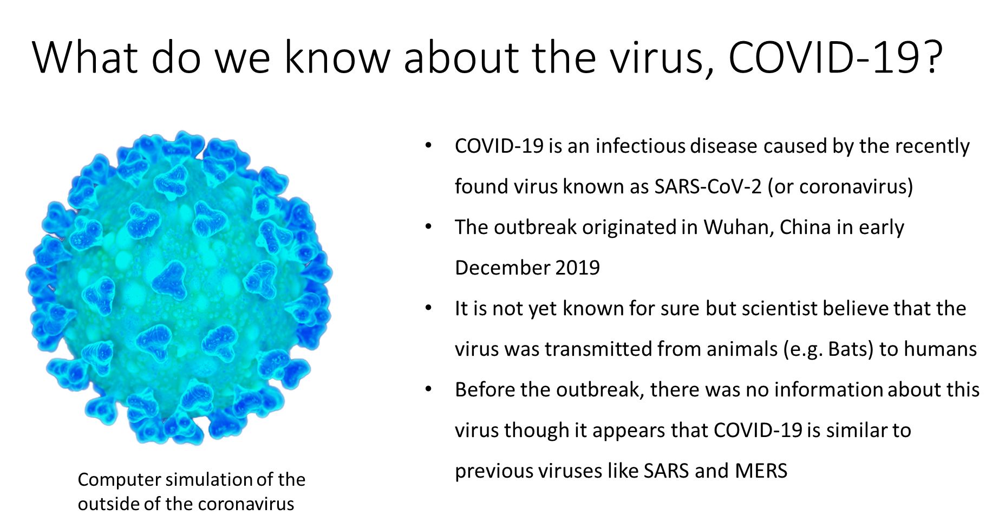 What do we know about the virus, COVID-19?
• COVID-19 is an infectious disease caused by the recently
found virus known as SARS-CoV-2 (or coronavirus)
• The outbreak originated in Wuhan, China in early
December 2019
• It is not yet known for sure but scientist believe that the
virus was transmitted from animals (e.g. Bats) to humans
• Before the outbreak, there was no information about this
virus though it appears that COVID-19 is similar to
previous viruses like SARS and MERS
Computer simulation of the
outside of the coronavirus